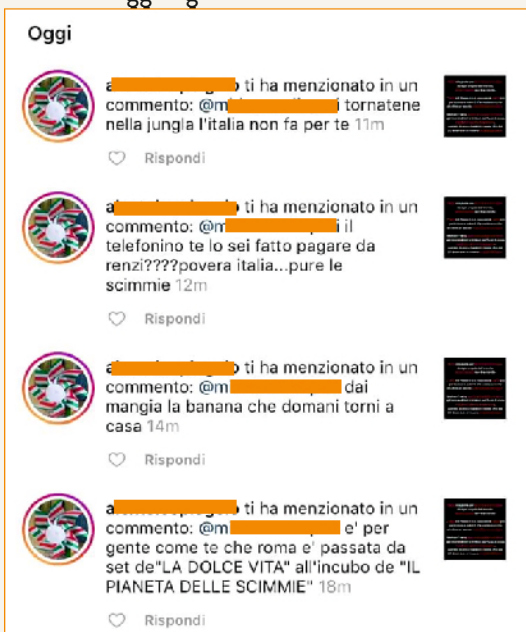 Oggi
ti ha menzionato in un
commento: @m tornatene
nella jungla l'italia non fa per te 11m
Rispondi
ti ha menzionato in un
commento: @m i il
telefonino te lo sei fatto pagare da
renzi????povera italia...pure le
scimmie 12m
Rispondi
ti ha menzionato in un
commento: @m dai
mangia la banana che domani torni a
casa 14m
Rispondi
ti ha menzionato in un
commento: @m e' per
gente come te che roma e' passata da
set de"LA DOLCE VITA" all'incubo de "IL
PIANETA DELLE SCIMMIE" 18m
Rispondi